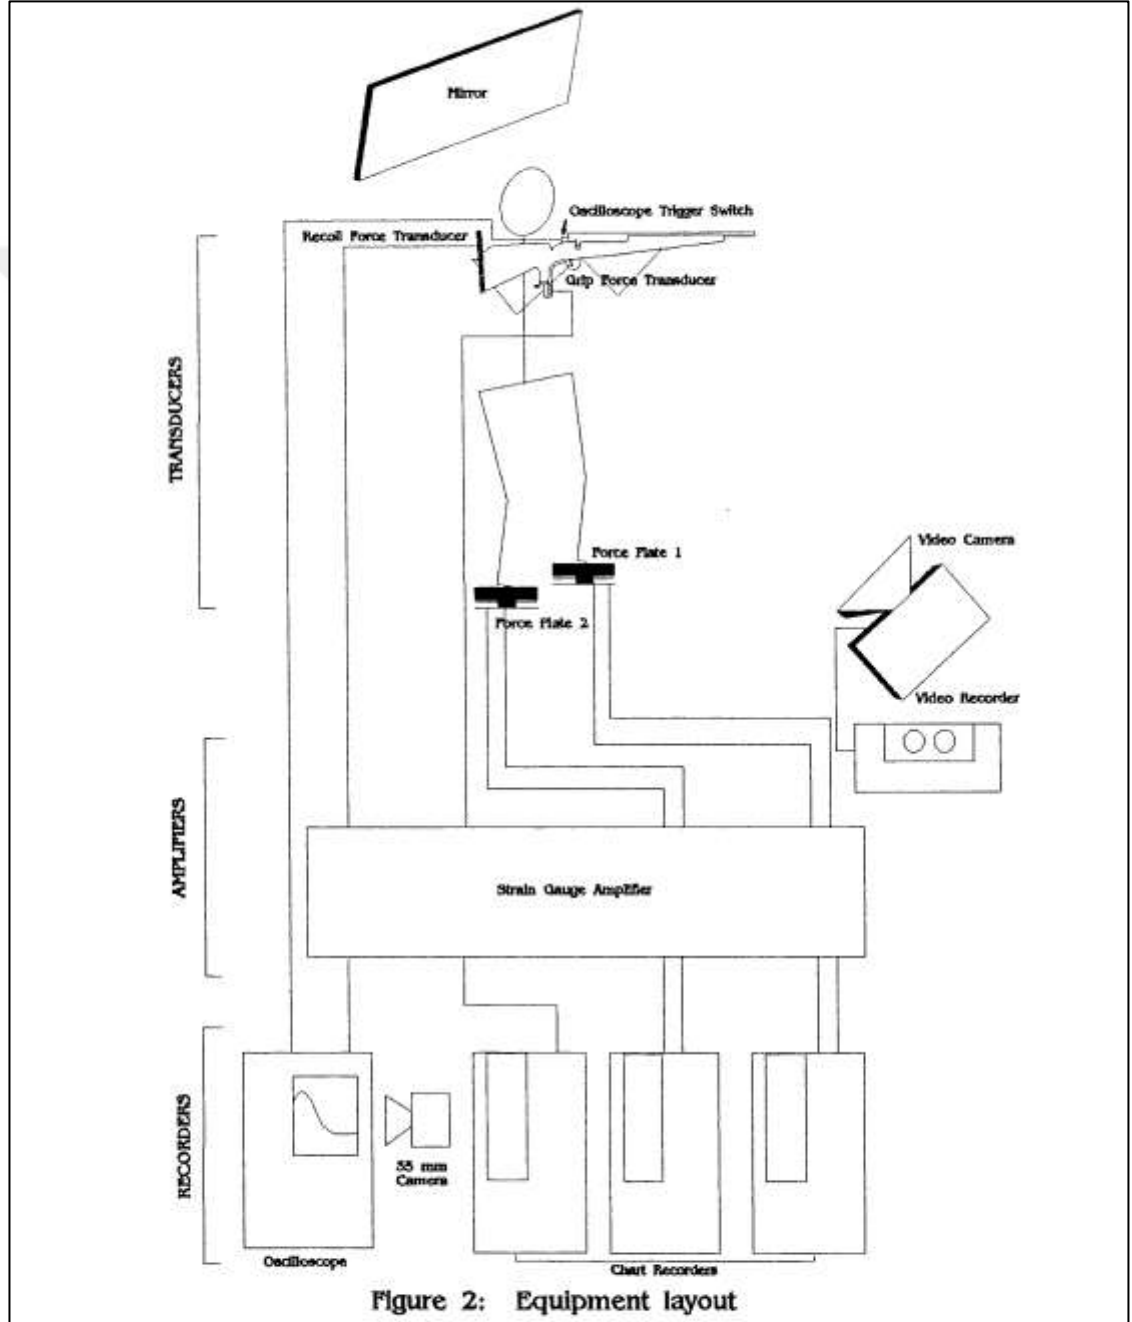 Mirror
Oscilloscope Trigger Switch
Recoil Force Transducer
Grip Force Transducer
TRANSDUCERS
Force Plate 1
Force Plate 2
Video Camera
Video Recorder
AMPLIFIERS
Strain Gauge Amplifier
RECORDERS
35 mm
Camera
Oscilloscope
Chart Recorders
Figure 2: Equipment layout